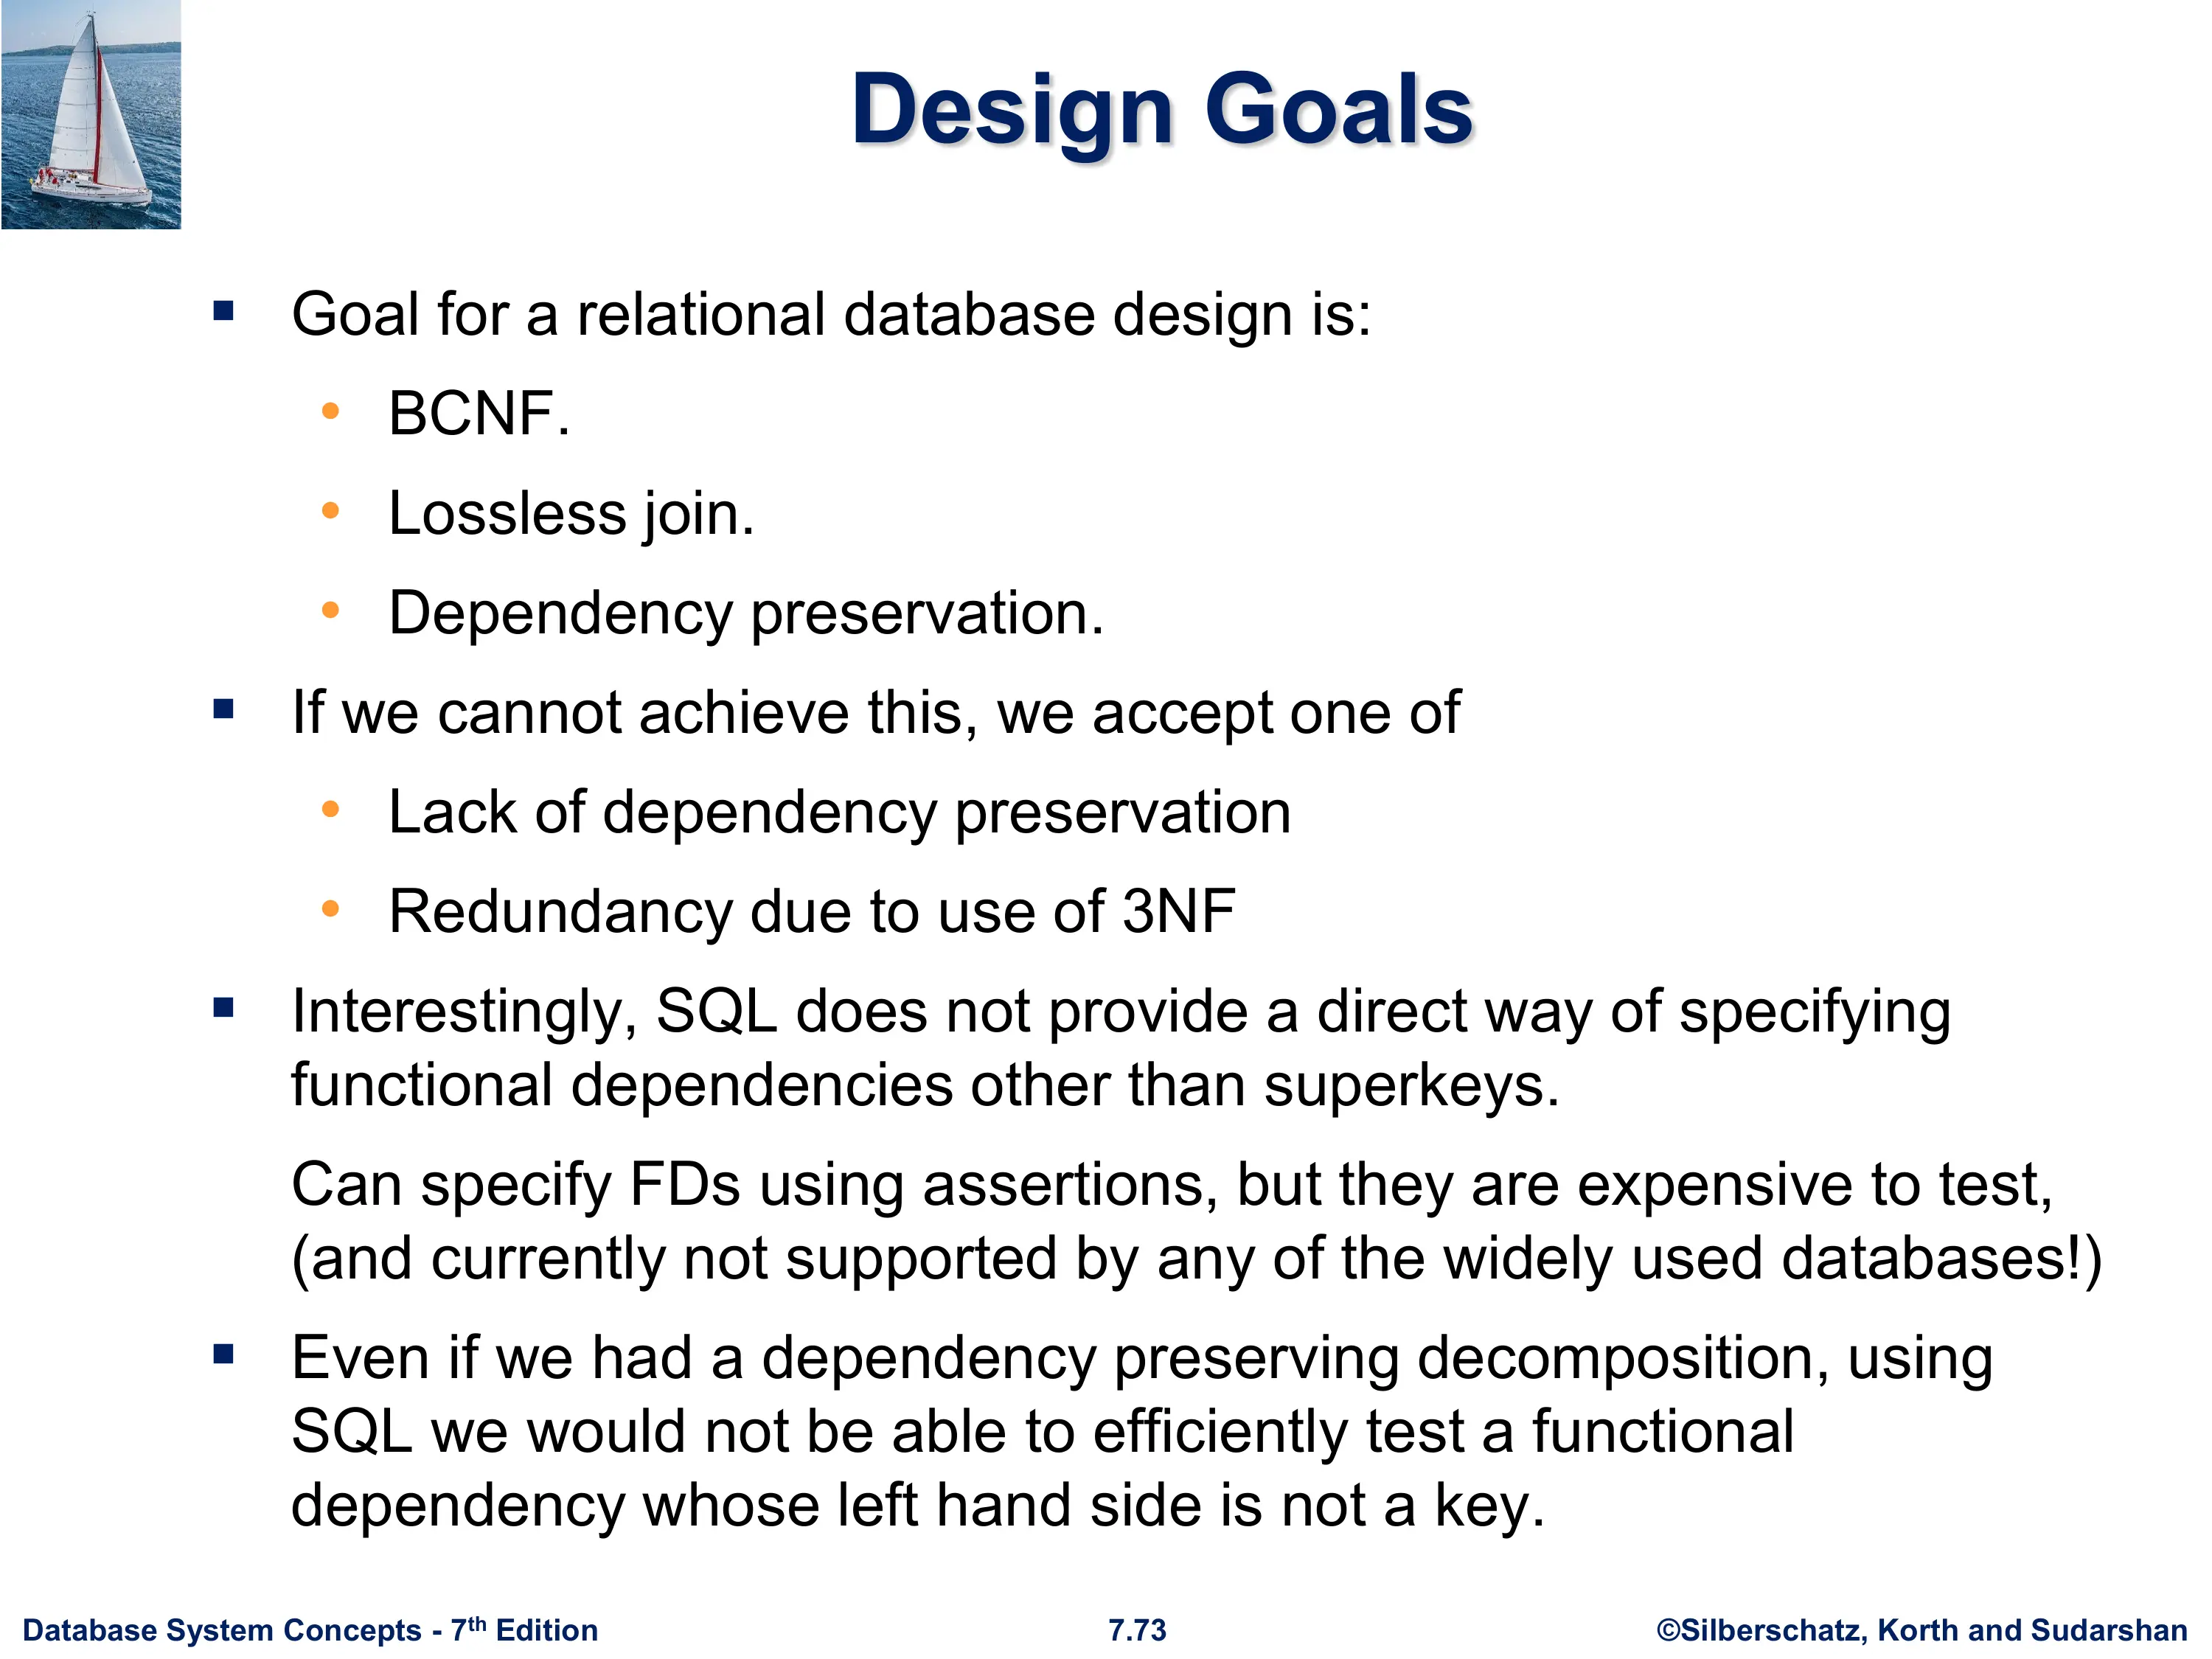 Design Goals
▪ Goal for a relational database design is:
• BCNF.
• Lossless join.
• Dependency preservation.
▪ If we cannot achieve this, we accept one of
• Lack of dependency preservation
• Redundancy due to use of 3NF
▪ Interestingly, SQL does not provide a direct way of specifying
functional dependencies other than superkeys.
Can specify FDs using assertions, but they are expensive to test,
(and currently not supported by any of the widely used databases!)
▪ Even if we had a dependency preserving decomposition, using
SQL we would not be able to efficiently test a functional
dependency whose left hand side is not a key.
Database System Concepts - 7th Edition 7.73 ©Silberschatz, Korth and Sudarshan